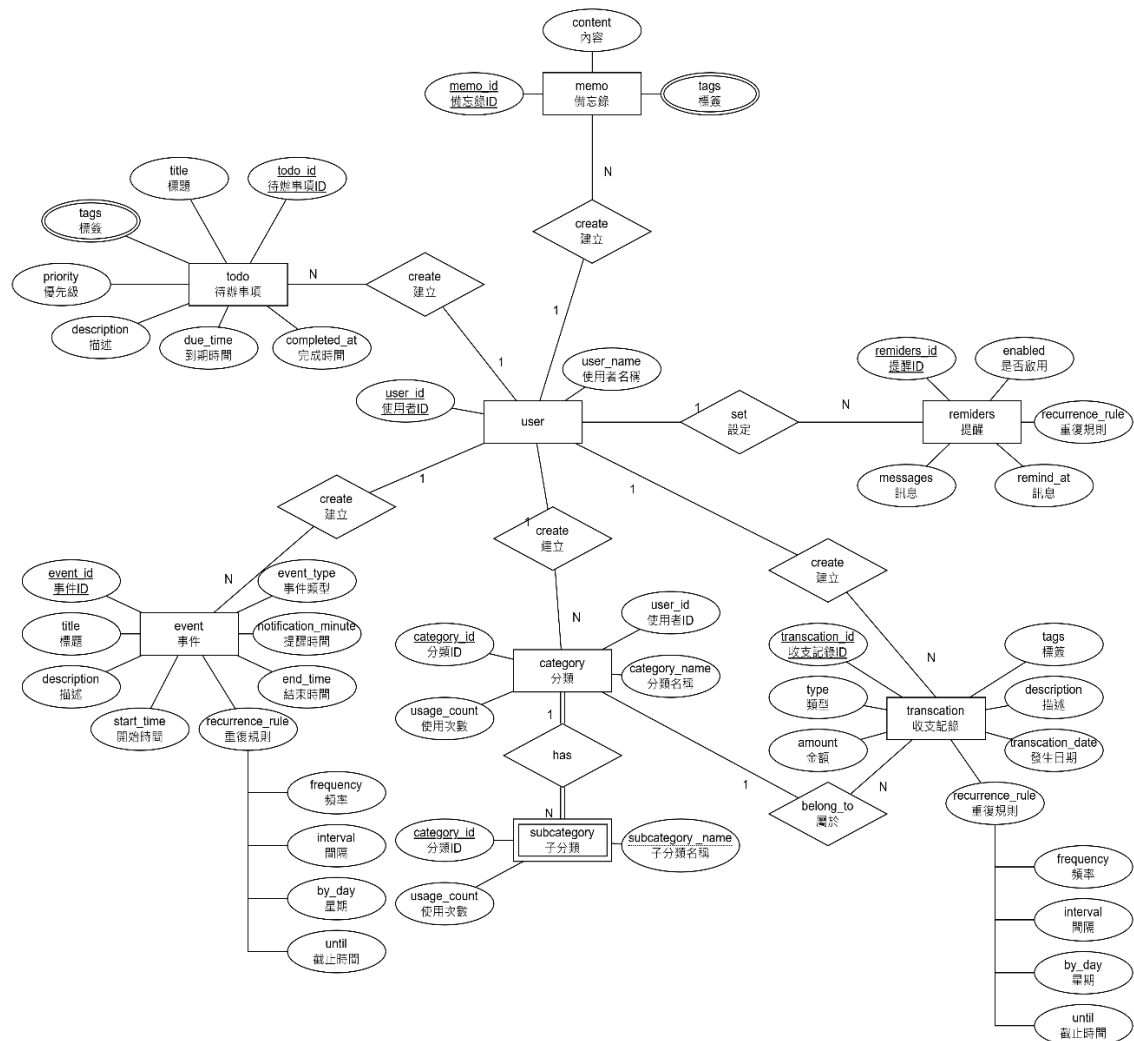 content
內容
memo_id
備忘錄ID
memo
備忘錄
tags
標籤
N
create
建立
1
title
標題
todo_id
待辦事項ID
tags
標籤
priority
優先級
todo
待辦事項
N
create
建立
1
description
描述
due_time
到期時間
completed_at
完成時間
user_id
使用者ID
user_name
使用者名稱
user
1
set
設定
N
remiders_id
提醒ID
enabled
是否啟用
remiders
提醒
recurrence_rule
重復規則
messages
訊息
remind_at
訊息
1
create
建立
N
event_id
事件ID
event_type
事件類型
title
標題
event
事件
notification_minute
提醒時間
description
描述
end_time
結束時間
start_time
開始時間
recurrence_rule
重復規則
frequency
頻率
interval
間隔
by_day
星期
until
截止時間
1
create
建立
N
user_id
使用者ID
category_id
分類ID
category
分類
category_name
分類名稱
usage_count
使用次數
1
has
N
category_id
分類ID
subcategory
子分類
subcategory _name
子分類名稱
usage_count
使用次數
1
create
建立
N
transcation_id
收支記錄ID
tags
標籤
type
類型
transcation
收支記錄
description
描述
amount
金額
transcation_date
發生日期
1
belong_to
屬於
N
recurrence_rule
重復規則
frequency
頻率
interval
間隔
by_day
星期
until
截止時間